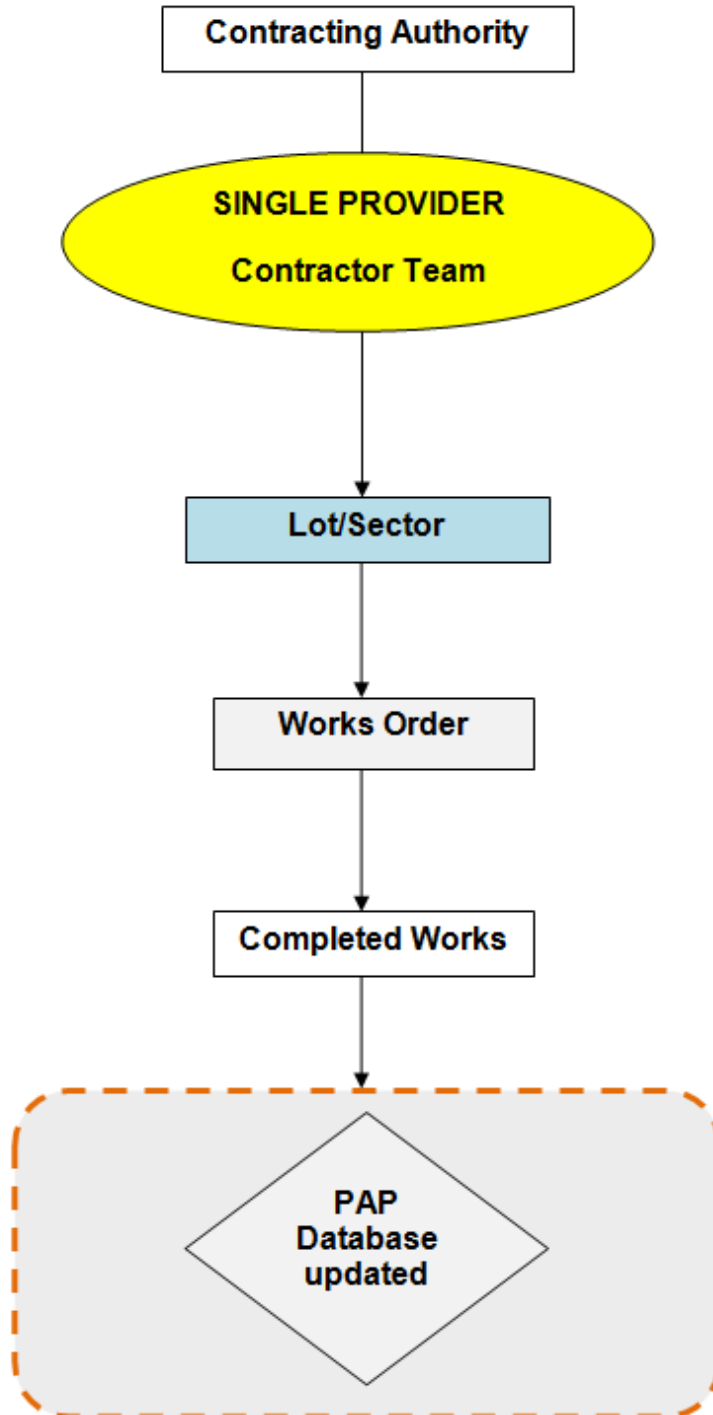 Contracting Authority
SINGLE PROVIDER
Contractor Team
Lot/Sector
Works Order
Completed Works
PAP
Database
updated